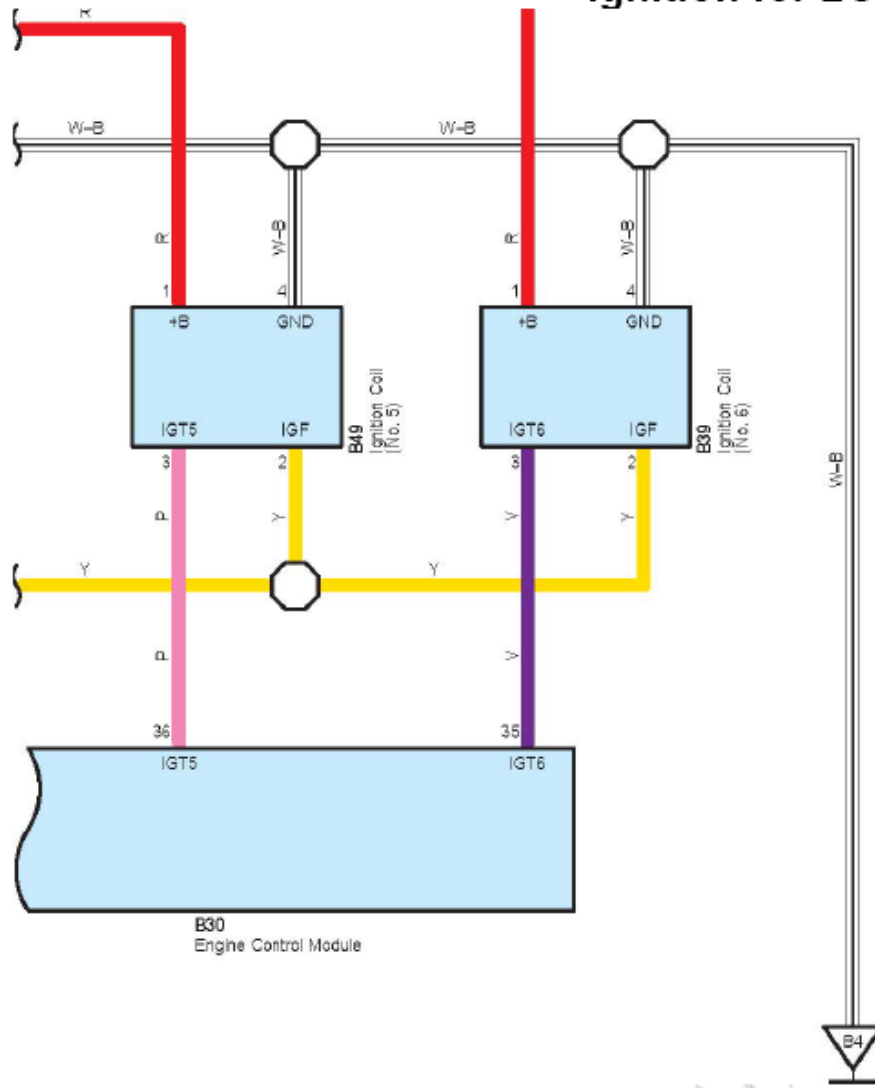 R
W-B
W-B
R
W-B
R
W-B
1
4
1
4
+B
GND
+B
GND
B49
Ignition Coil
(No. 5)
B39
Ignition Coil
(No. 6)
IGT5
IGF
IGT6
IGF
3
2
3
2
W-B
P
Y
V
Y
Y
Y
P
V
36
35
IGT5
IGT6
B30
Engine Control Module
B4